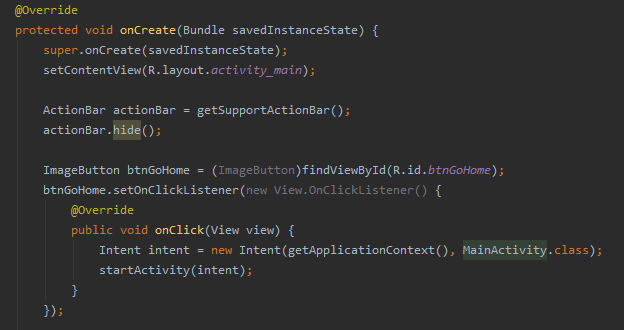 @Override
protected void onCreate(Bundle savedInstanceState) {
super.onCreate(savedInstanceState);
setContentView(R.layout.activity_main);
ActionBar actionBar = getSupportActionBar();
actionBar.hide();
ImageButton btnGoHome = (ImageButton)findViewById(R.id.btnGoHome);
btnGoHome.setOnClickListener(new View.OnClickListener() {
@Override
public void onClick(View view) {
Intent intent = new Intent(getApplicationContext(), MainActivity.class);
startActivity(intent);
}
});